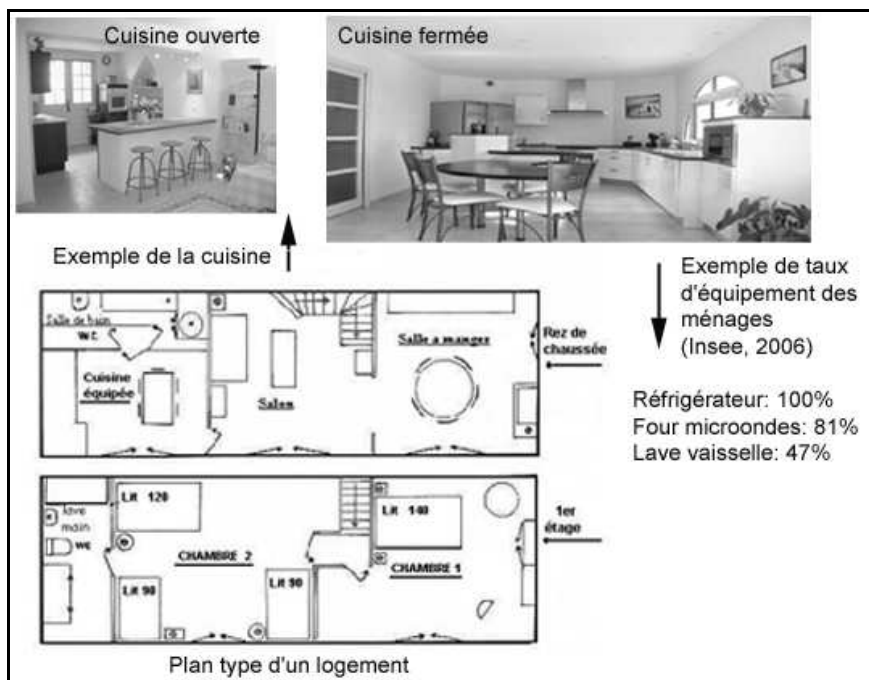 Cuisine ouverte
Cuisine fermée
Exemple de la cuisine
Exemple de taux
d'équipement des
ménages
(Insee, 2006)
Réfrigérateur: 100%
Four microondes: 81%
Lave vaisselle: 47%
Salle de bain
W.C
Cuisine
équipée
Salon
Salle a manger
Rez de
chaussée
Lit 120
lave
main
WC
Lit 90
CHAMBRE 2
Lit 80
Lit 140
CHAMBRE 1
1er
étage
Plan type d'un logement